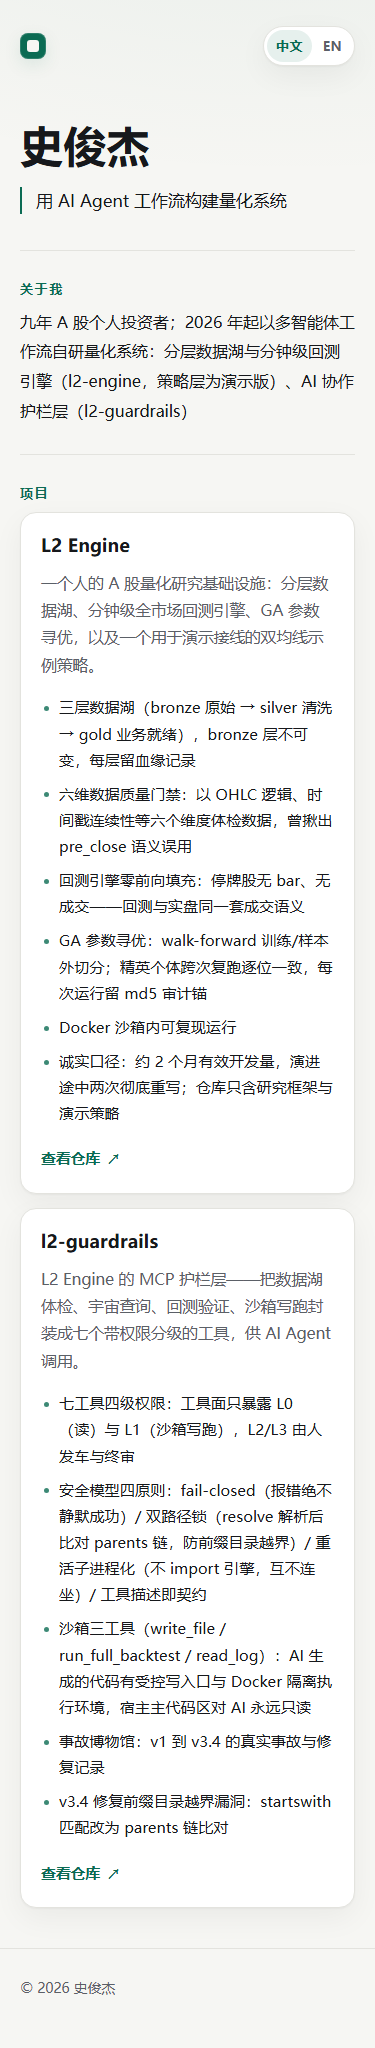 中文 EN
史俊杰
用 AI Agent 工作流构建量化系统
关于我
九年 A 股个人投资者；2026 年起以多智能体工
作流自研量化系统：分层数据湖与分钟级回测
引擎（l2-engine，策略层为演示版）、AI 协作
护栏层（l2-guardrails）
项目
L2 Engine
一个人的 A 股量化研究基础设施：分层数
据湖、分钟级全市场回测引擎、GA 参数
寻优，以及一个用于演示接线的双均线示
例策略。
三层数据湖（bronze 原始 → silver 清洗
→ gold 业务就绪），bronze 层不可
变，每层留血缘记录
六维数据质量门禁：以 OHLC 逻辑、时
间戳连续性等六个维度体检数据，曾揪出
pre_close 语义误用
回测引擎零前向填充：停牌股无 bar、无
成交——回测与实盘同一套成交语义
GA 参数寻优：walk-forward 训练/样本
外切分；精英个体跨次复跑逐位一致，每
次运行留 md5 审计锚
Docker 沙箱内可复现运行
诚实口径：约 2 个月有效开发量，演进
途中两次彻底重写；仓库只含研究框架与
演示策略
查看仓库 ↗
l2-guardrails
L2 Engine 的 MCP 护栏层——把数据湖
体检、宇宙查询、回测验证、沙箱写跑封
装成七个带权限分级的工具，供 AI Agent
调用。
七工具四级权限：工具面只暴露 L0
（读）与 L1（沙箱写跑），L2/L3 由人
发车与终审
安全模型四原则：fail-closed（报错绝不
静默成功）/ 双路径锁（resolve 解析后
比对 parents 链，防前缀目录越界）/ 重
活子进程化（不 import 引擎，互不连
坐）/ 工具描述即契约
沙箱三工具（write_file /
run_full_backtest / read_log）：AI 生
成的代码有受控写入口与 Docker 隔离执
行环境，宿主主代码区对 AI 永远只读
事故博物馆：v1 到 v3.4 的真实事故与修
复记录
v3.4 修复前缀目录越界漏洞：startswith
匹配改为 parents 链比对
查看仓库 ↗
© 2026 史俊杰